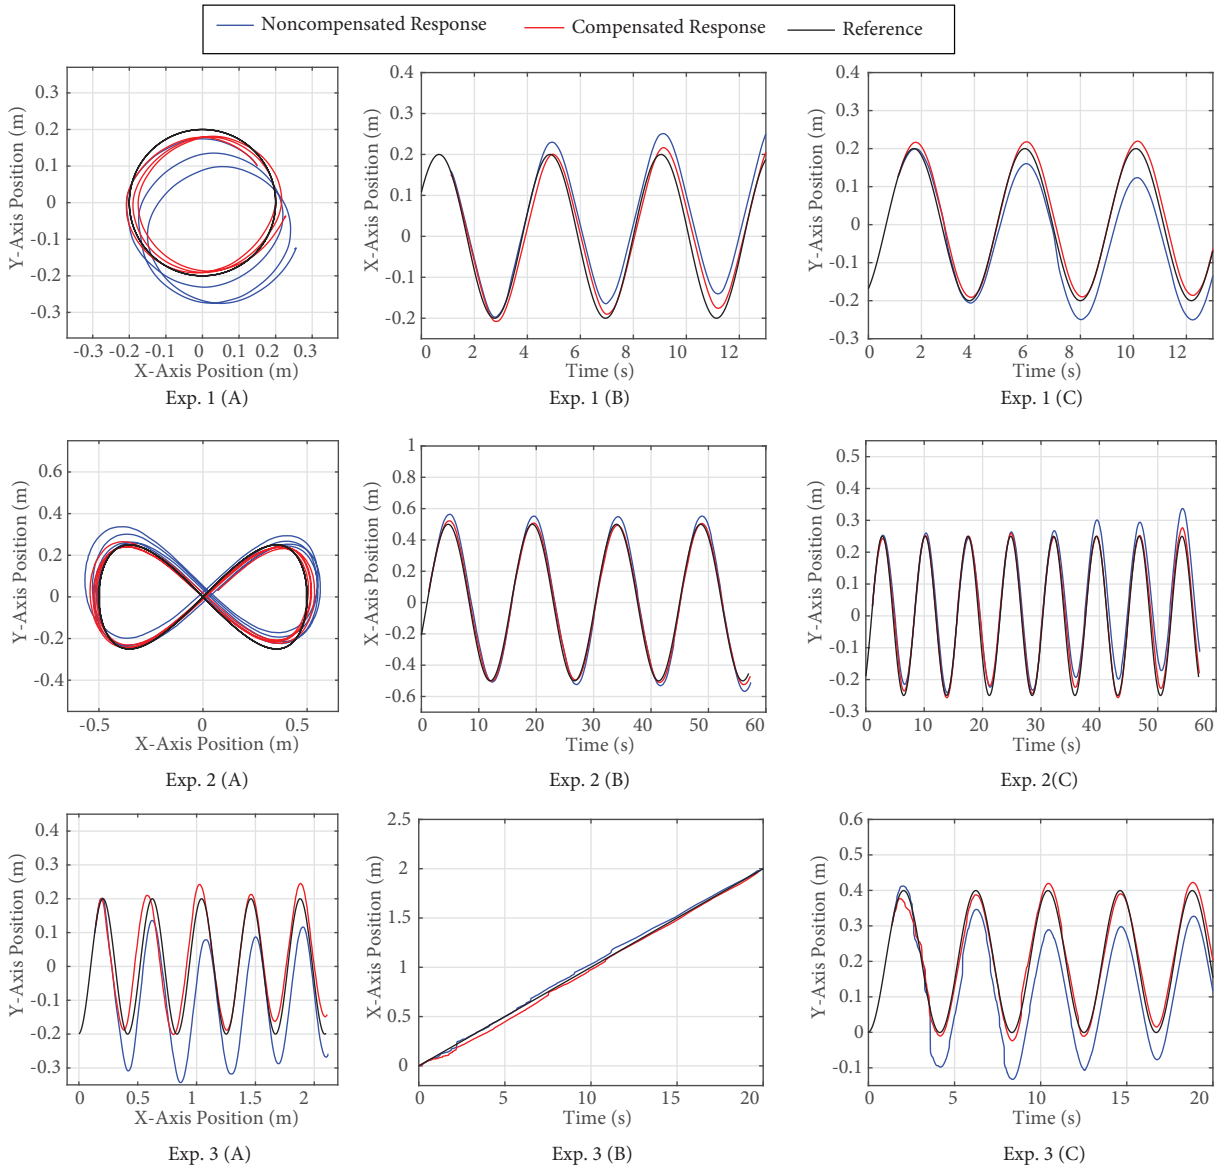 Noncompensated Response Compensated Response Reference
0.3
0.2
0.1
0
-0.1
-0.2
-0.3
Y-Axis Position (m)
-0.3 -0.2 -0.1 0 0.1 0.2 0.3
X-Axis Position (m)
Exp. 1 (A)
0.4
0.3
0.2
0.1
0
-0.1
-0.2
X-Axis Position (m)
0 2 4 6 8 10 12
Time (s)
Exp. 1 (B)
0.4
0.3
0.2
0.1
0
-0.1
-0.2
-0.3
Y-Axis Position (m)
0 2 4 6 8 10 12
Time (s)
Exp. 1 (C)
0.6
0.4
0.2
0
-0.2
-0.4
Y-Axis Position (m)
-0.5 0 0.5
X-Axis Position (m)
Exp. 2 (A)
1
0.8
0.6
0.4
0.2
0
-0.2
-0.4
-0.6
X-Axis Position (m)
0 10 20 30 40 50 60
Time (s)
Exp. 2 (B)
0.5
0.4
0.3
0.2
0.1
0
-0.1
-0.2
-0.3
Y-Axis Position (m)
0 10 20 30 40 50 60
Time (s)
Exp. 2(C)
0.4
0.3
0.2
0.1
0
-0.1
-0.2
-0.3
Y-Axis Position (m)
0 0.5 1 1.5 2
X-Axis Position (m)
Exp. 3 (A)
2.5
2
1.5
1
0.5
0
X-Axis Position (m)
0 5 10 15 20
Time (s)
Exp. 3 (B)
0.6
0.5
0.4
0.3
0.2
0.1
0
-0.1
Y-Axis Position (m)
0 5 10 15 20
Time (s)
Exp. 3 (C)